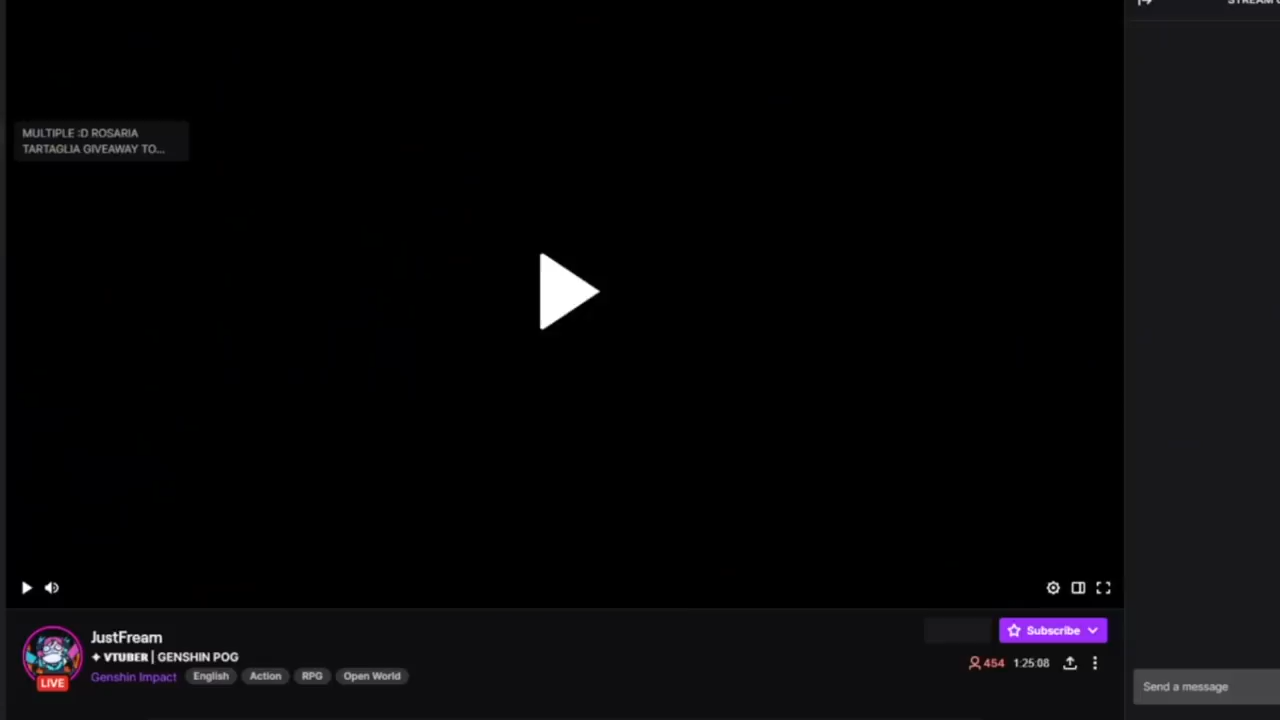 MULTIPLE :D ROSARIA
TARTAGLIA GIVEAWAY TO...
JustFream
✦ VTUBER | GENSHIN POG
Genshin Impact English Action RPG Open World
LIVE
Subscribe
454 1:25:08
Send a message